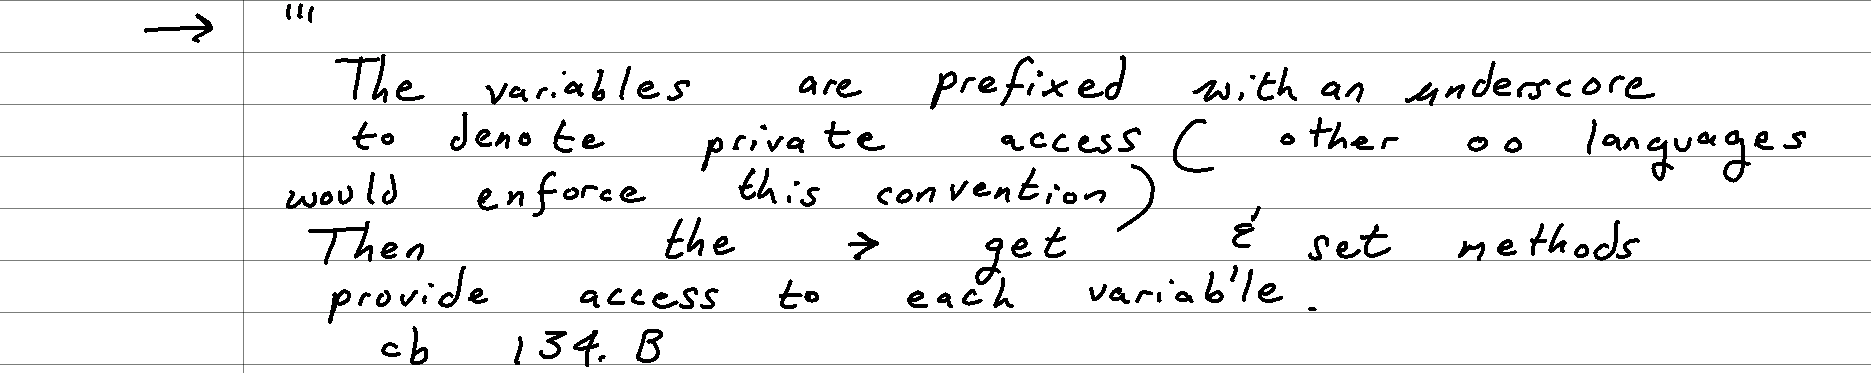 → '''
The variables are prefixed with an underscore
to denote private access ( other oo languages
would enforce this convention)
Then the → get & set methods
provide access to each variable.
cb 134. B